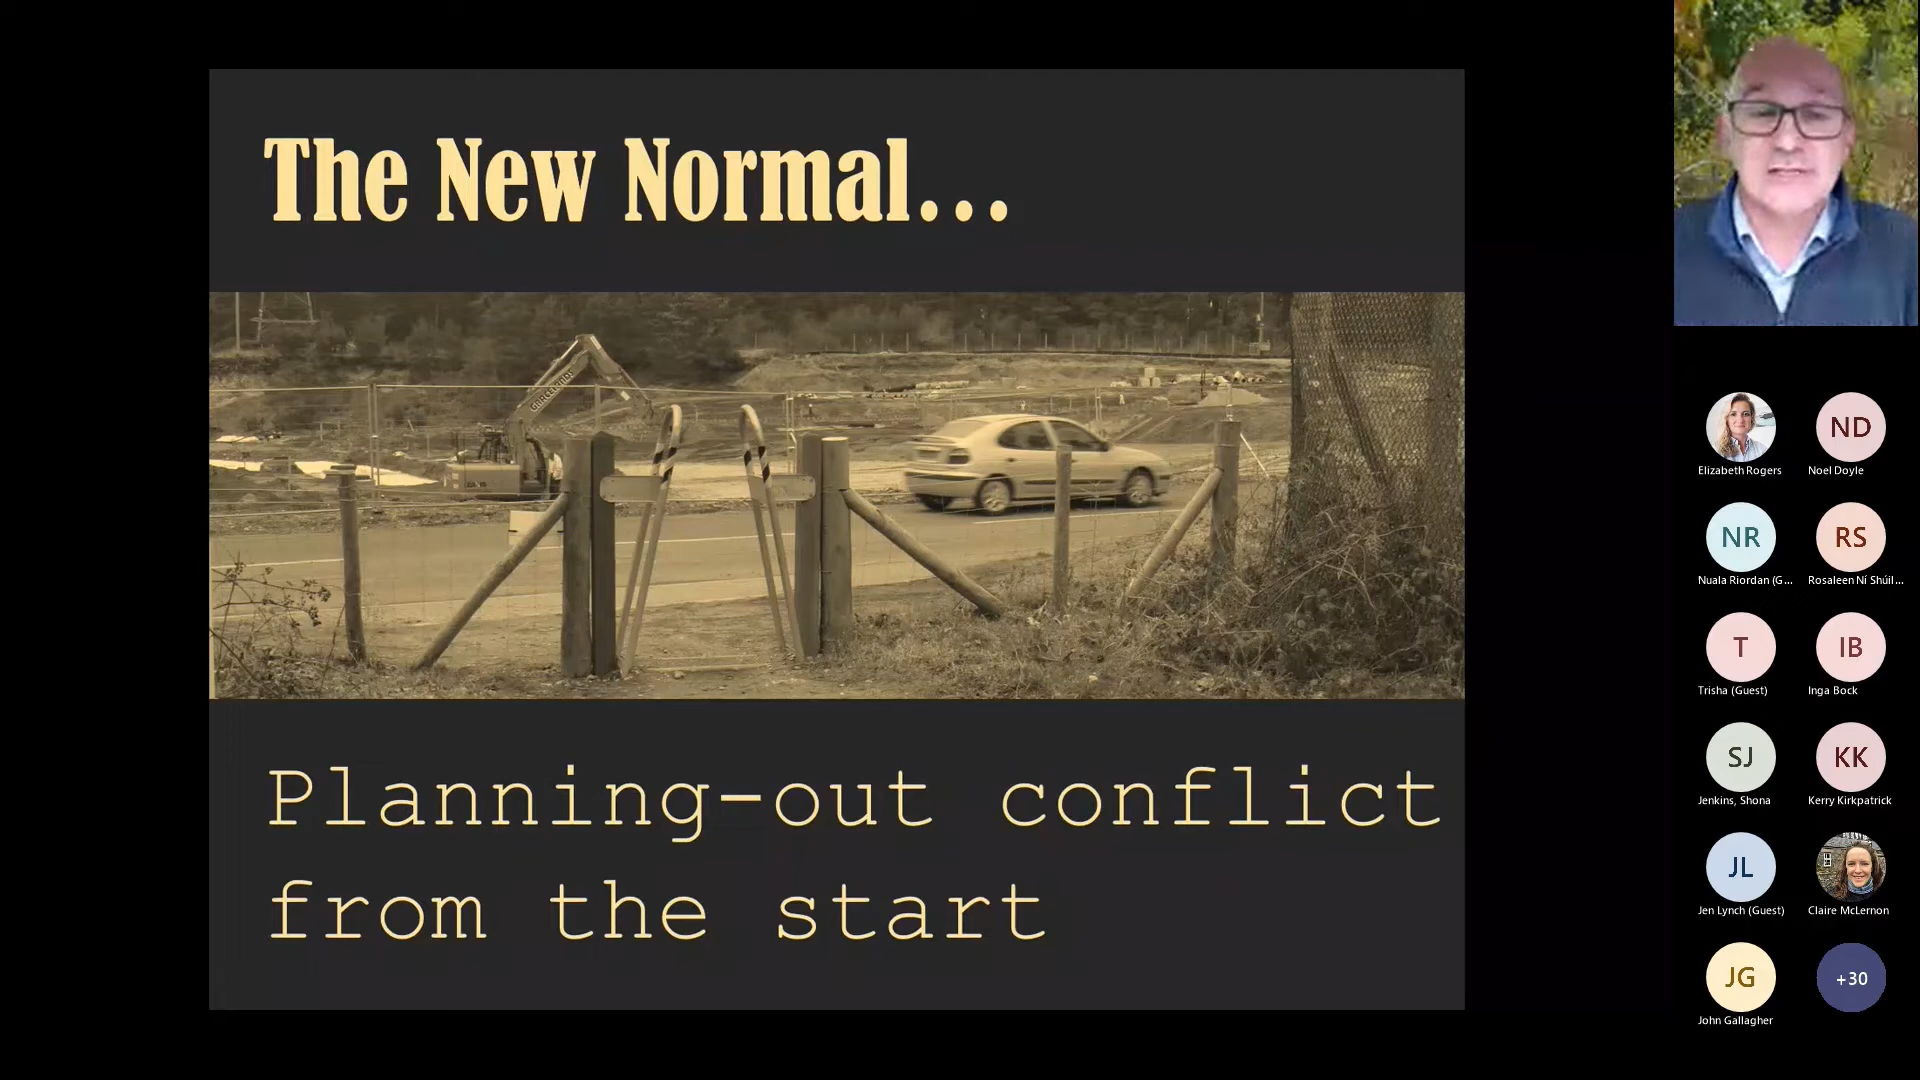 The New Normal...
Planning-out conflict
from the start
Elizabeth Rogers
ND
Noel Doyle
NR
Nuala Riordan (G...
RS
Rosaleen Ní Shúil...
T
Trisha (Guest)
IB
Inga Bock
SJ
Jenkins, Shona
KK
Kerry Kirkpatrick
JL
Jen Lynch (Guest)
Claire McLernon
JG
John Gallagher
+30